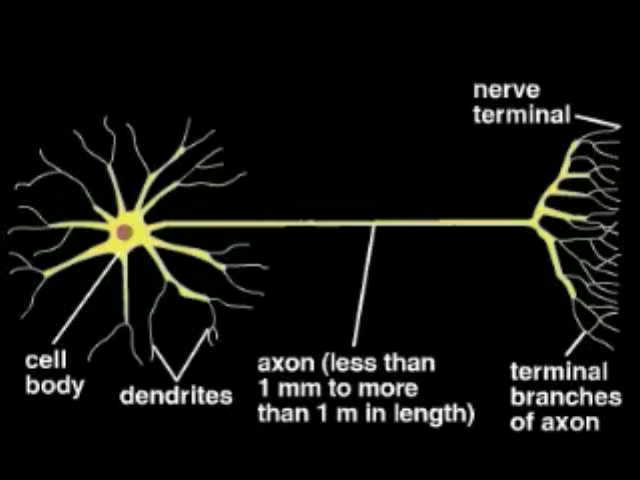 nerve
terminal
cell
body
dendrites
axon (less than
1 mm to more
than 1 m in length)
terminal
branches
of axon